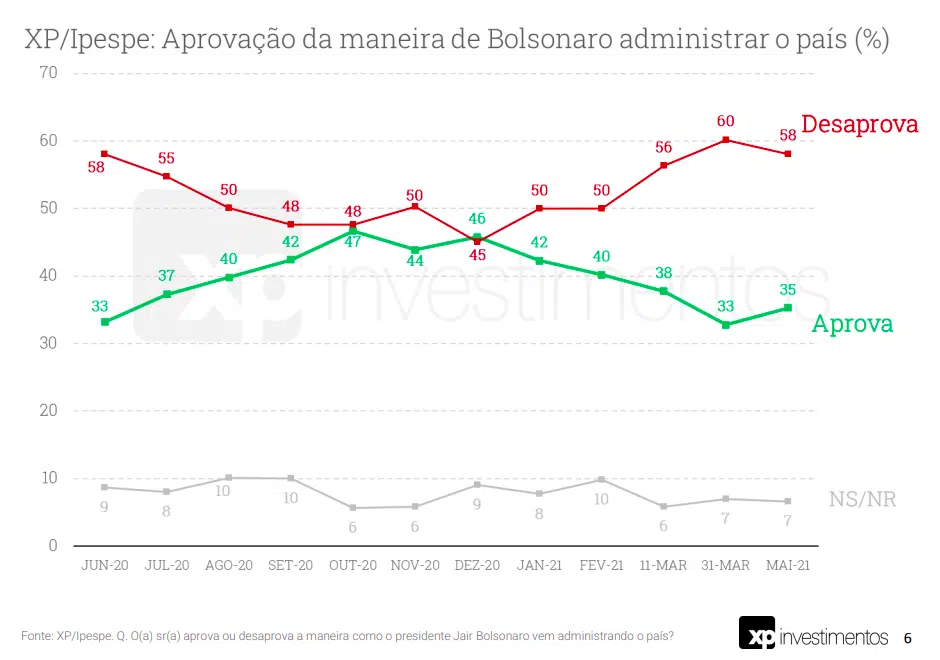 XP/Ipespe: Aprovação da maneira de Bolsonaro administrar o país (%)
70
60
50
40
30
20
10
0
58 55 50 48 48 50 45 50 50 56 60 58
Desaprova
33 37 40 42 47 44 46 42 40 38 33 35
Aprova
9 8 10 10 6 6 9 8 10 6 7 7
NS/NR
xp investimentos
JUN-20 JUL-20 AGO-20 SET-20 OUT-20 NOV-20 DEZ-20 JAN-21 FEV-21 11-MAR 31-MAR MAI-21
Fonte: XP/Ipespe. Q. O(a) sr(a) aprova ou desaprova a maneira como o presidente Jair Bolsonaro vem administrando o país?
xp investimentos 6